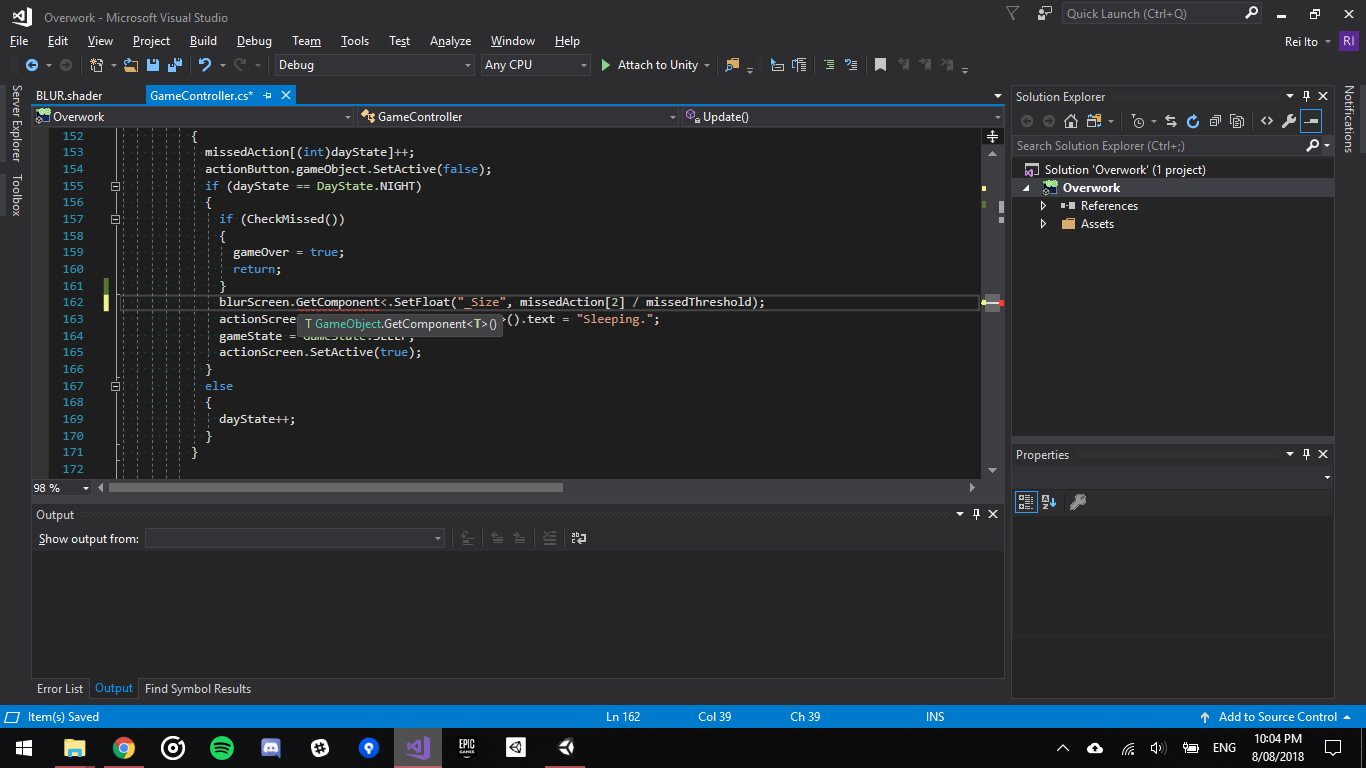 Overwork - Microsoft Visual Studio
Quick Launch (Ctrl+Q)
File Edit View Project Build Debug Team Tools Test Analyze Window Help
Rei Ito RI
Debug Any CPU Attach to Unity
Server Explorer
Toolbox
BLUR.shader GameController.cs*
Overwork GameController Update()
152 {
153 missedAction[(int)dayState]++;
154 actionButton.gameObject.SetActive(false);
155 if (dayState == DayState.NIGHT)
156 {
157 if (CheckMissed())
158 {
159 gameOver = true;
160 return;
161 }
162 blurScreen.GetComponent<.SetFloat("_Size", missedAction[2] / missedThreshold);
163 actionScree >().text = "Sleeping.";
T GameObject.GetComponent<T>()
164 gameState = GameState.SLEEP;
165 actionScreen.SetActive(true);
166 }
167 else
168 {
169 dayState++;
170 }
171 }
172
98 %
Output
Show output from:
Error List Output Find Symbol Results
Solution Explorer
Search Solution Explorer (Ctrl+;)
Solution 'Overwork' (1 project)
Overwork
References
Assets
Properties
Notifications
Item(s) Saved Ln 162 Col 39 Ch 39 INS Add to Source Control
EPIC GAMES
ENG
10:04 PM
8/08/2018